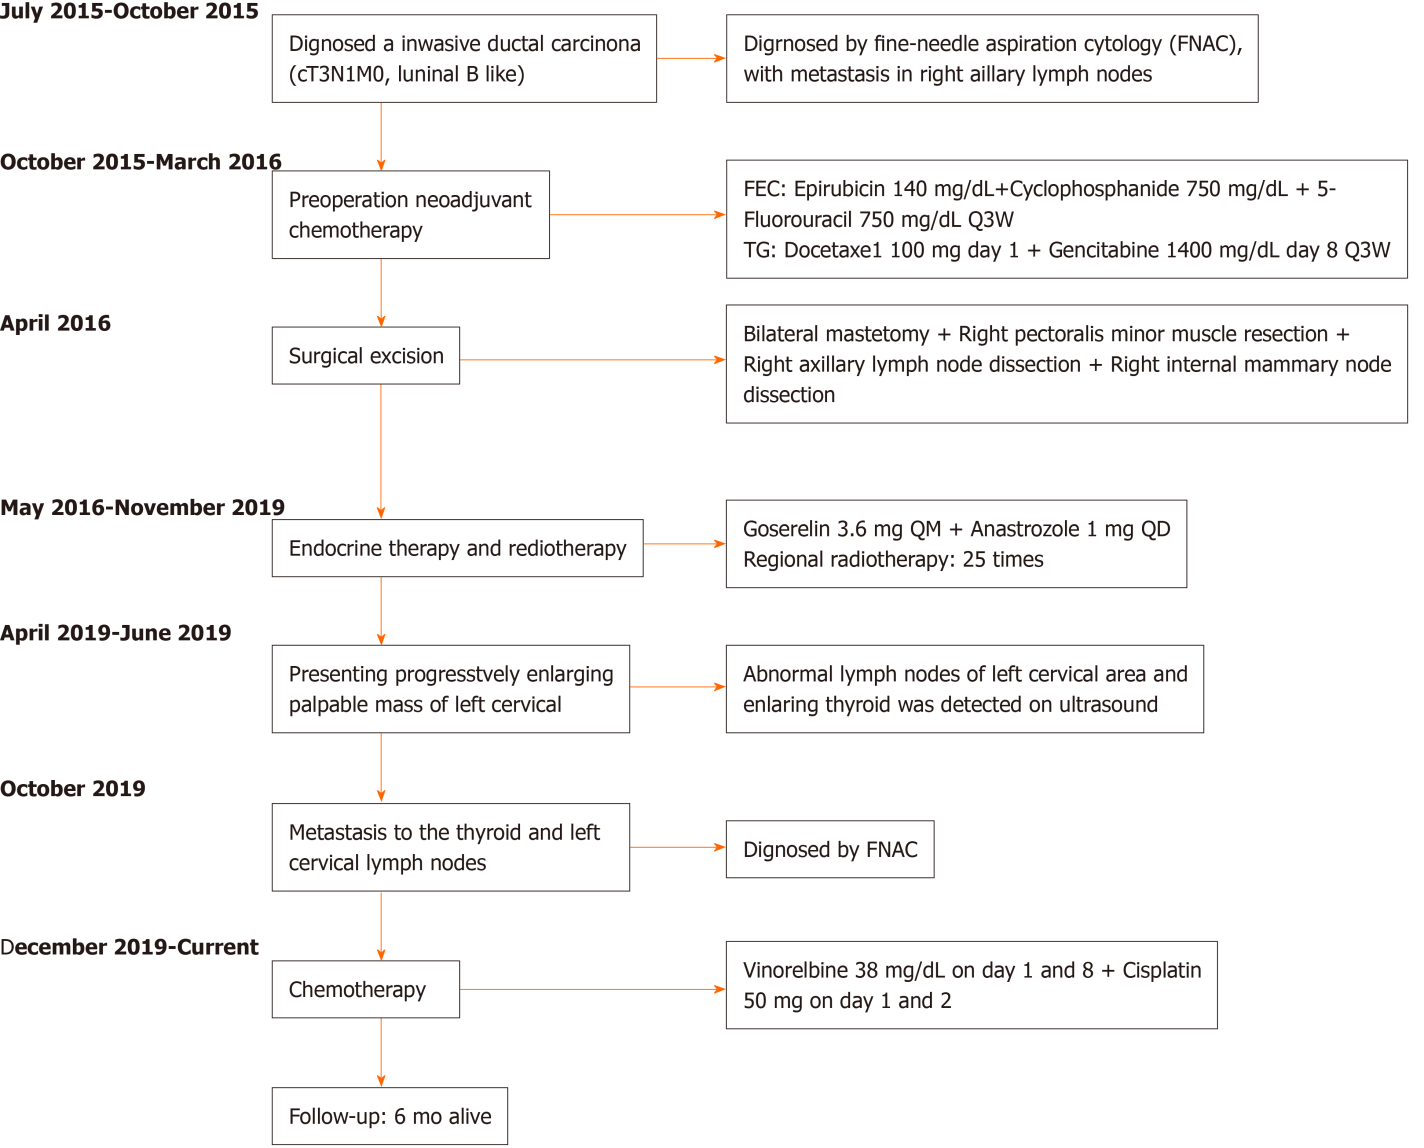 July 2015-October 2015
Dignosed a inwasive ductal carcinona
(cT3N1M0, luninal B like)
Digrnosed by fine-needle aspiration cytology (FNAC),
with metastasis in right aillary lymph nodes
October 2015-March 2016
Preoperation neoadjuvant
chemotherapy
FEC: Epirubicin 140 mg/dL+Cyclophosphanide 750 mg/dL + 5-
Fluorouracil 750 mg/dL Q3W
TG: Docetaxe1 100 mg day 1 + Gencitabine 1400 mg/dL day 8 Q3W
April 2016
Surgical excision
Bilateral mastetomy + Right pectoralis minor muscle resection +
Right axillary lymph node dissection + Right internal mammary node
dissection
May 2016-November 2019
Endocrine therapy and rediotherapy
Goserelin 3.6 mg QM + Anastrozole 1 mg QD
Regional radiotherapy: 25 times
April 2019-June 2019
Presenting progresstvely enlarging
palpable mass of left cervical
Abnormal lymph nodes of left cervical area and
enlaring thyroid was detected on ultrasound
October 2019
Metastasis to the thyroid and left
cervical lymph nodes
Dignosed by FNAC
December 2019-Current
Chemotherapy
Vinorelbine 38 mg/dL on day 1 and 8 + Cisplatin
50 mg on day 1 and 2
Follow-up: 6 mo alive